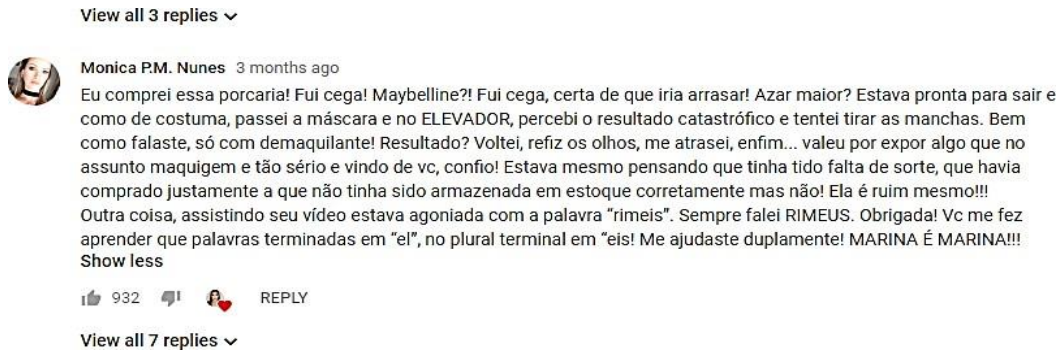 View all 3 replies
Monica P.M. Nunes 3 months ago
Eu comprei essa porcaria! Fui cega! Maybelline?! Fui cega, certa de que iria arrasar! Azar maior? Estava pronta para sair e
como de costume, passei a máscara e no ELEVADOR, percebi o resultado catastrófico e tentei tirar as manchas. Bem
como falaste, só com demaquilante! Resultado? Voltei, refiz os olhos, me atrasei, enfim... valeu por expor algo que no
assunto maquigem e tão sério e vindo de vc, confio! Estava mesmo pensando que tinha tido falta de sorte, que havia
comprado justamente a que não tinha sido armazenada em estoque corretamente mas não! Ela é ruim mesmo!!!
Outra coisa, assistindo seu vídeo estava agoniada com a palavra “rimeis”. Sempre falei RIMEUS. Obrigada! Vc me fez
aprender que palavras terminadas em “el”, no plural terminal em “eis! Me ajudaste duplamente! MARINA É MARINA!!!
Show less
932 REPLY
View all 7 replies